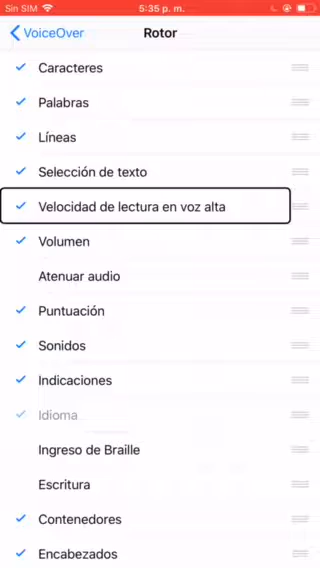 Sin SIM 5:35 p. m.
VoiceOver Rotor
Caracteres
Palabras
Líneas
Selección de texto
Velocidad de lectura en voz alta
Volumen
Atenuar audio
Puntuación
Sonidos
Indicaciones
Idioma
Ingreso de Braille
Escritura
Contenedores
Encabezados